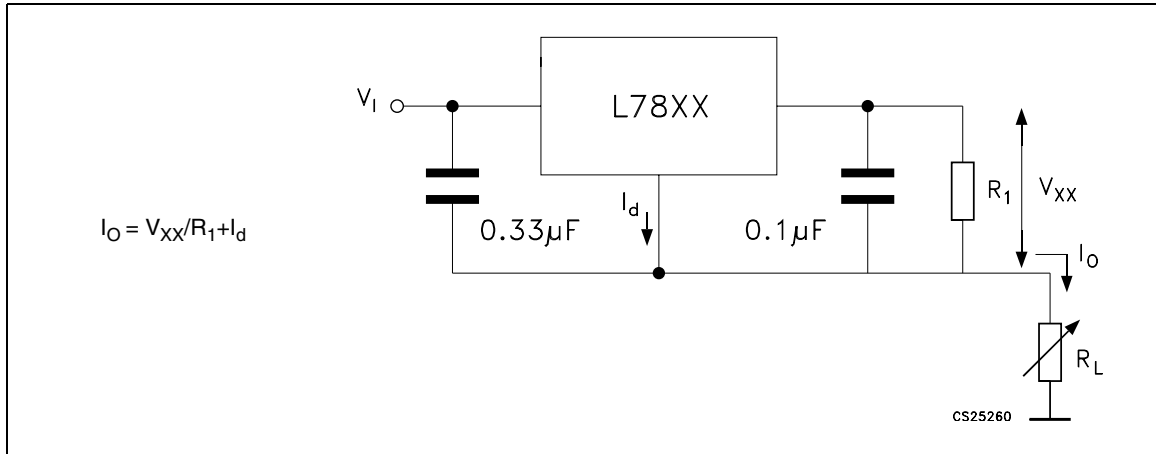 L78XX
V_I
I_d
R_1
V_XX
0.33µF
0.1µF
I_O = V_XX/R_1+I_d
I_O
R_L
CS25260